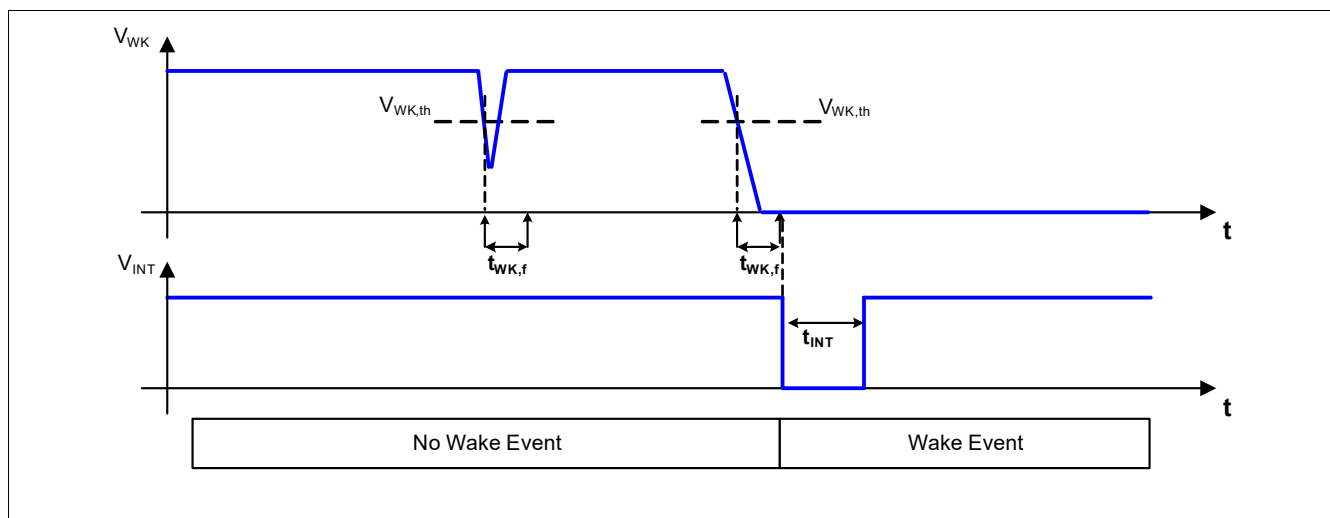 VWK
VWK,th
VWK,th
t
tWK,f
tWK,f
VINT
tINT
t
No Wake Event
Wake Event